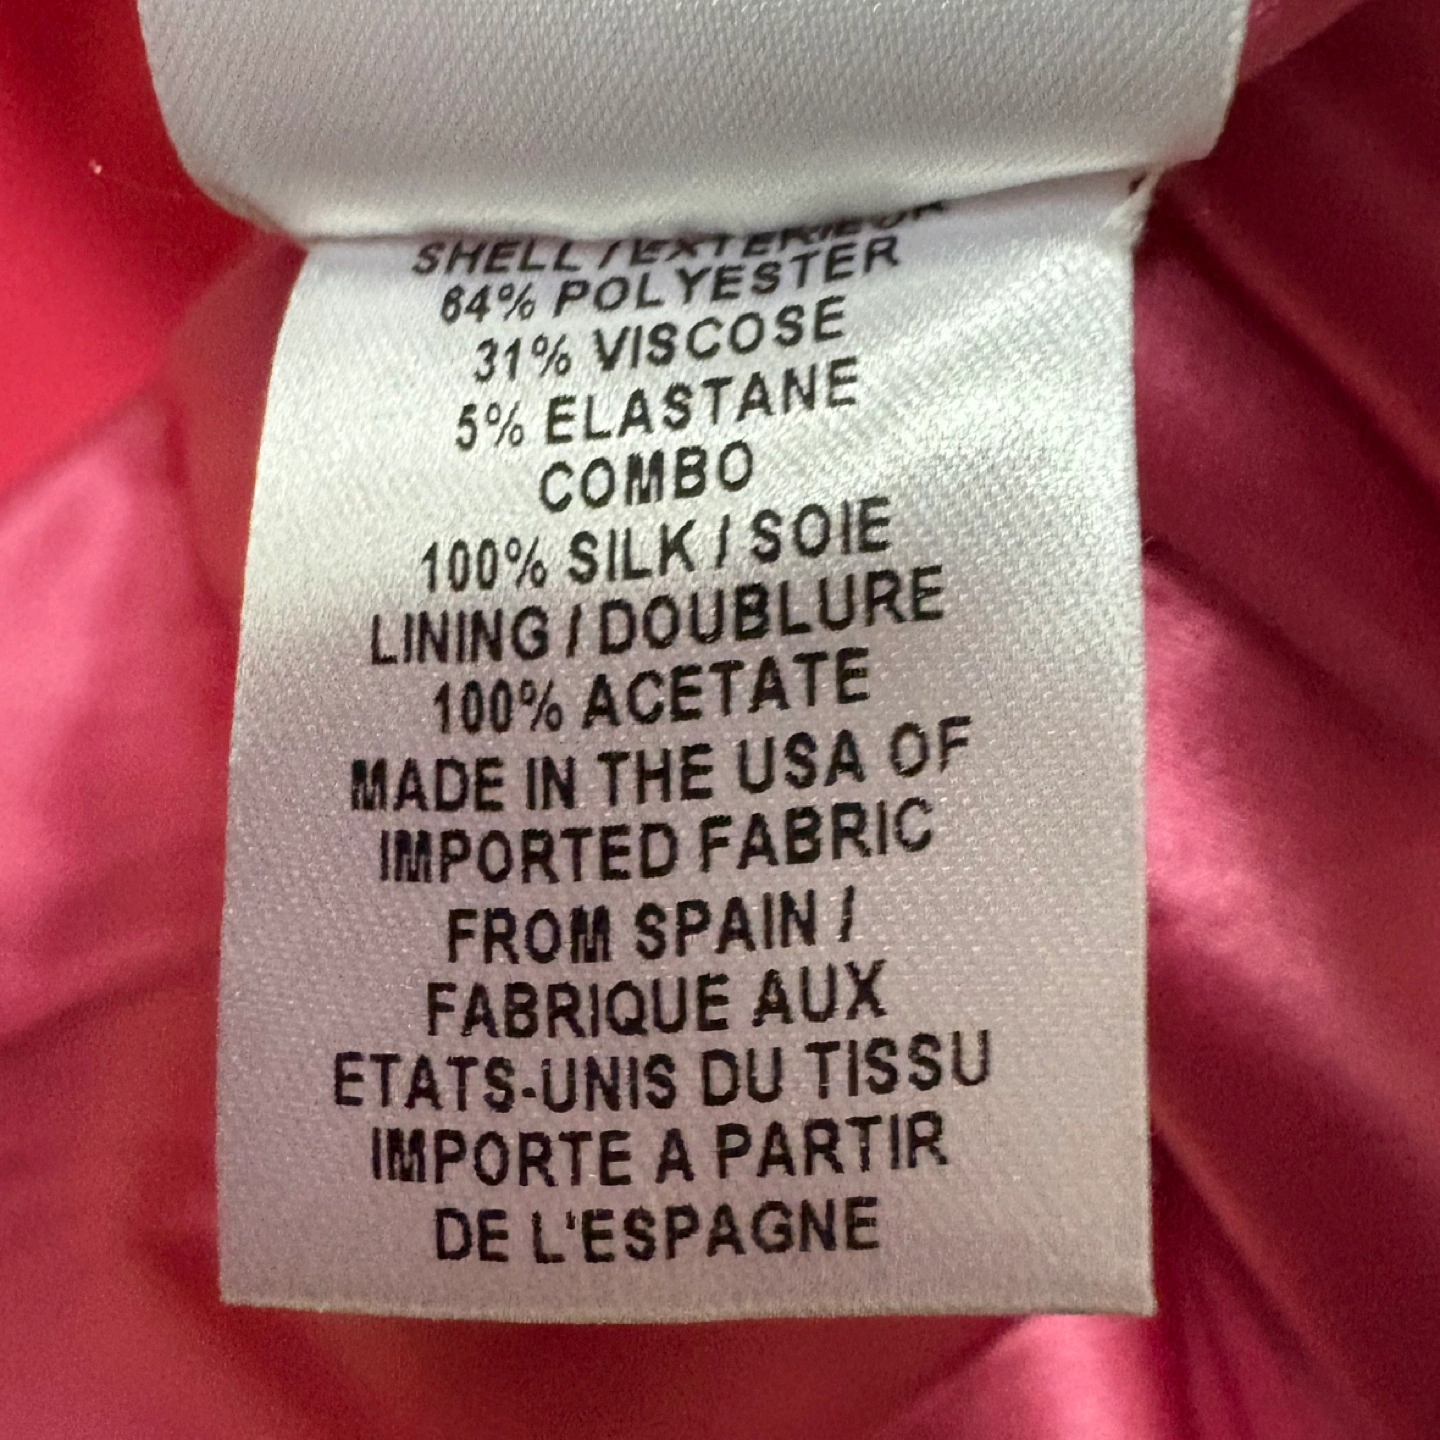 SHELL / EXTERIEUR
64% POLYESTER
31% VISCOSE
5% ELASTANE
COMBO
100% SILK / SOIE
LINING / DOUBLURE
100% ACETATE
MADE IN THE USA OF
IMPORTED FABRIC
FROM SPAIN /
FABRIQUE AUX
ETATS-UNIS DU TISSU
IMPORTE A PARTIR
DE L'ESPAGNE